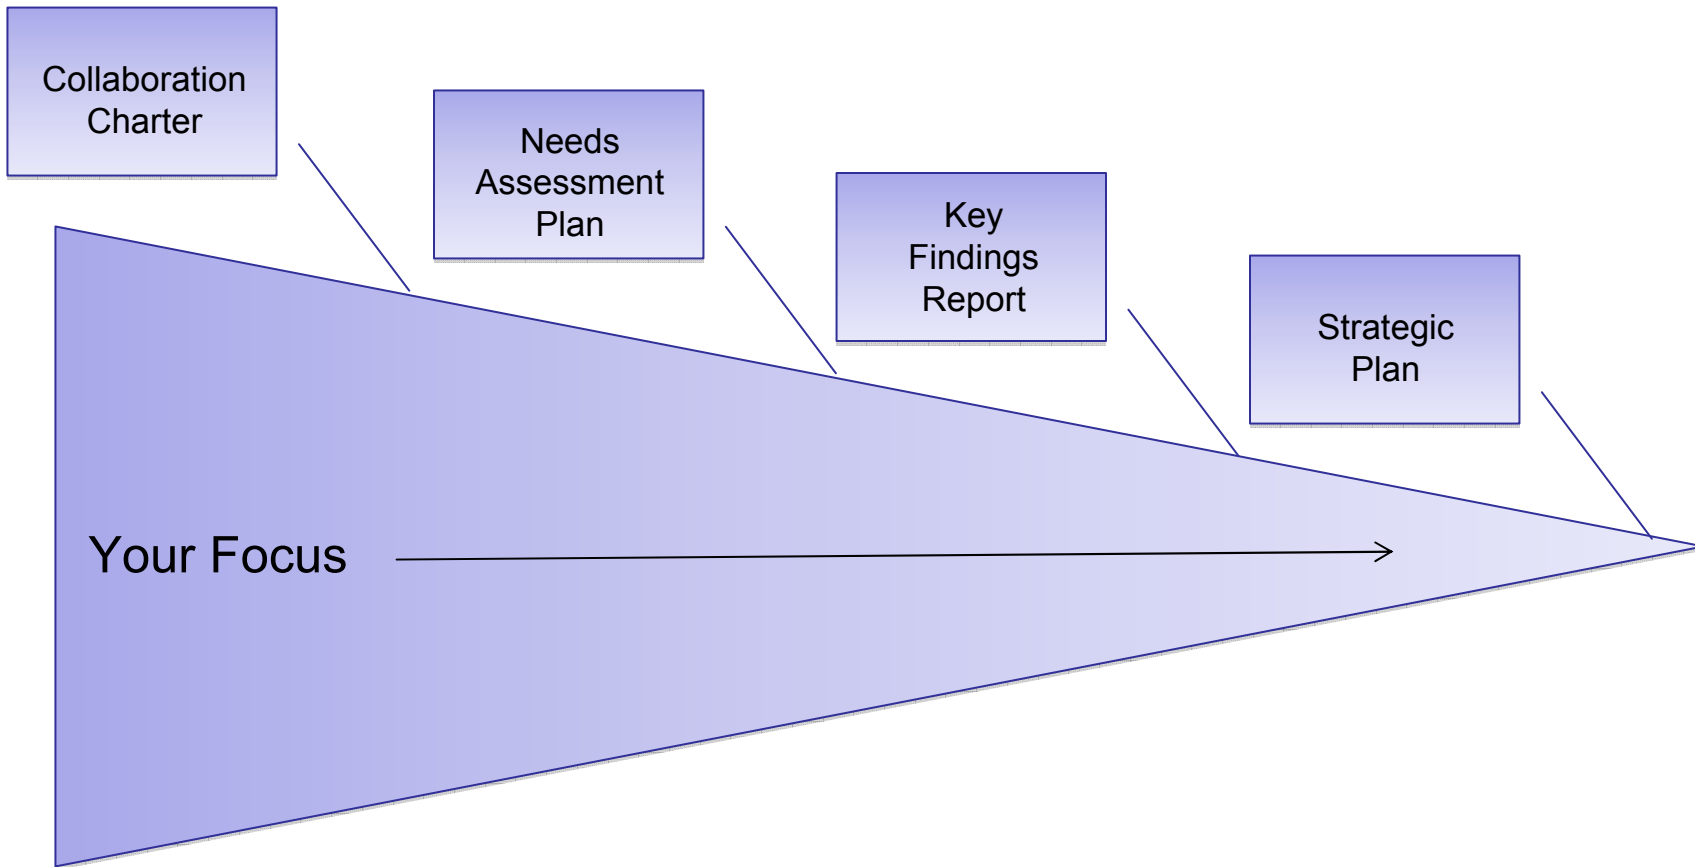 Collaboration
Charter
Needs
Assessment
Plan
Key
Findings
Report
Strategic
Plan
Your Focus